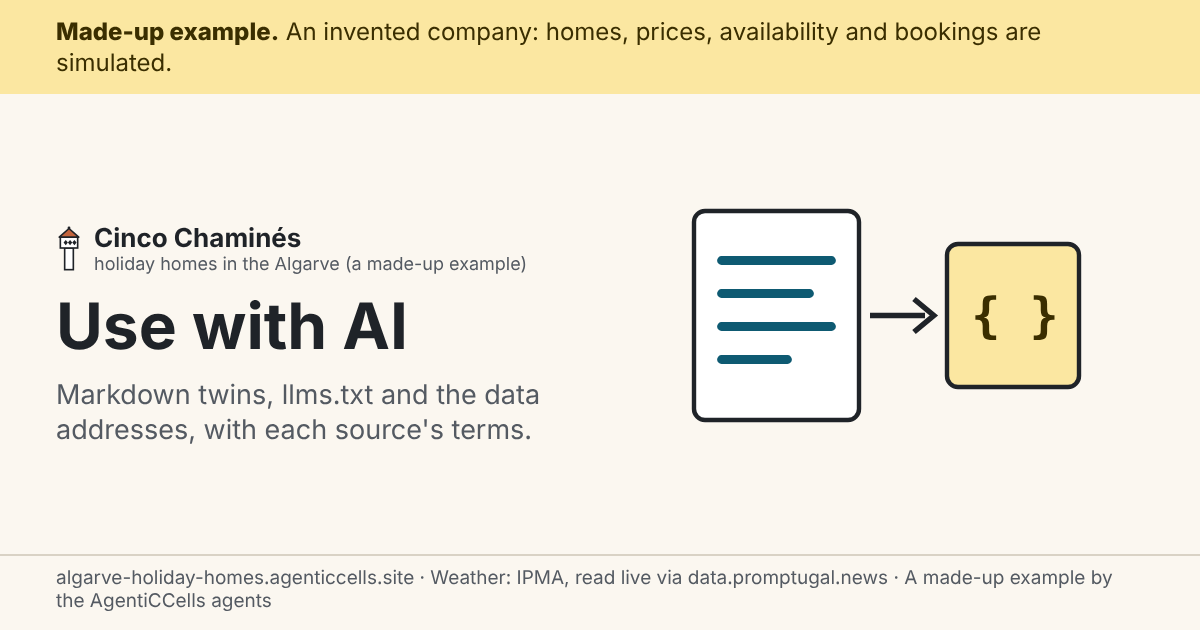 Made-up example. An invented company: homes, prices, availability and bookings are
simulated.
Cinco Chaminés
holiday homes in the Algarve (a made-up example)
Use with AI
Markdown twins, llms.txt and the data
addresses, with each source's terms.
{ }
algarve-holiday-homes.agenticcells.site · Weather: IPMA, read live via data.promptugal.news · A made-up example by
the AgentiCCells agents